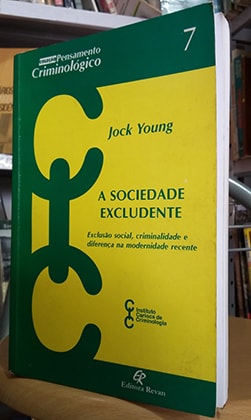 COLEÇÃO Pensamento
Criminológico
7
Jock Young
A SOCIEDADE
EXCLUDENTE
Exclusão social, criminalidade e
diferença na modernidade recente
Instituto
Carioca de
Criminologia
Editora Revan